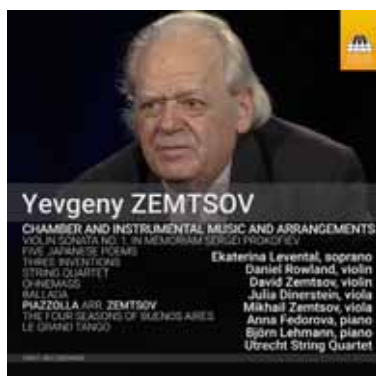 Yevgeny ZEMTSOV
CHAMBER AND INSTRUMENTAL MUSIC AND ARRANGEMENTS
VIOLIN SONATA NO. 1, IN MEMORIAM SERGEI PROKOFIEV
FIVE JAPANESE POEMS
THREE INVENTIONS
STRING QUARTET
OHNEMASS
BALLADA
PIAZZOLLA ARR. ZEMTSOV
THE FOUR SEASONS OF BUENOS AIRES
LE GRAND TANGO
Ekaterina Levental, soprano
Daniel Rowland, violin
David Zemtsov, violin
Julia Dinerstein, viola
Mikhail Zemtsov, viola
Anna Fedorova, piano
Björn Lehmann, piano
Utrecht String Quartet
FIRST RECORDINGS